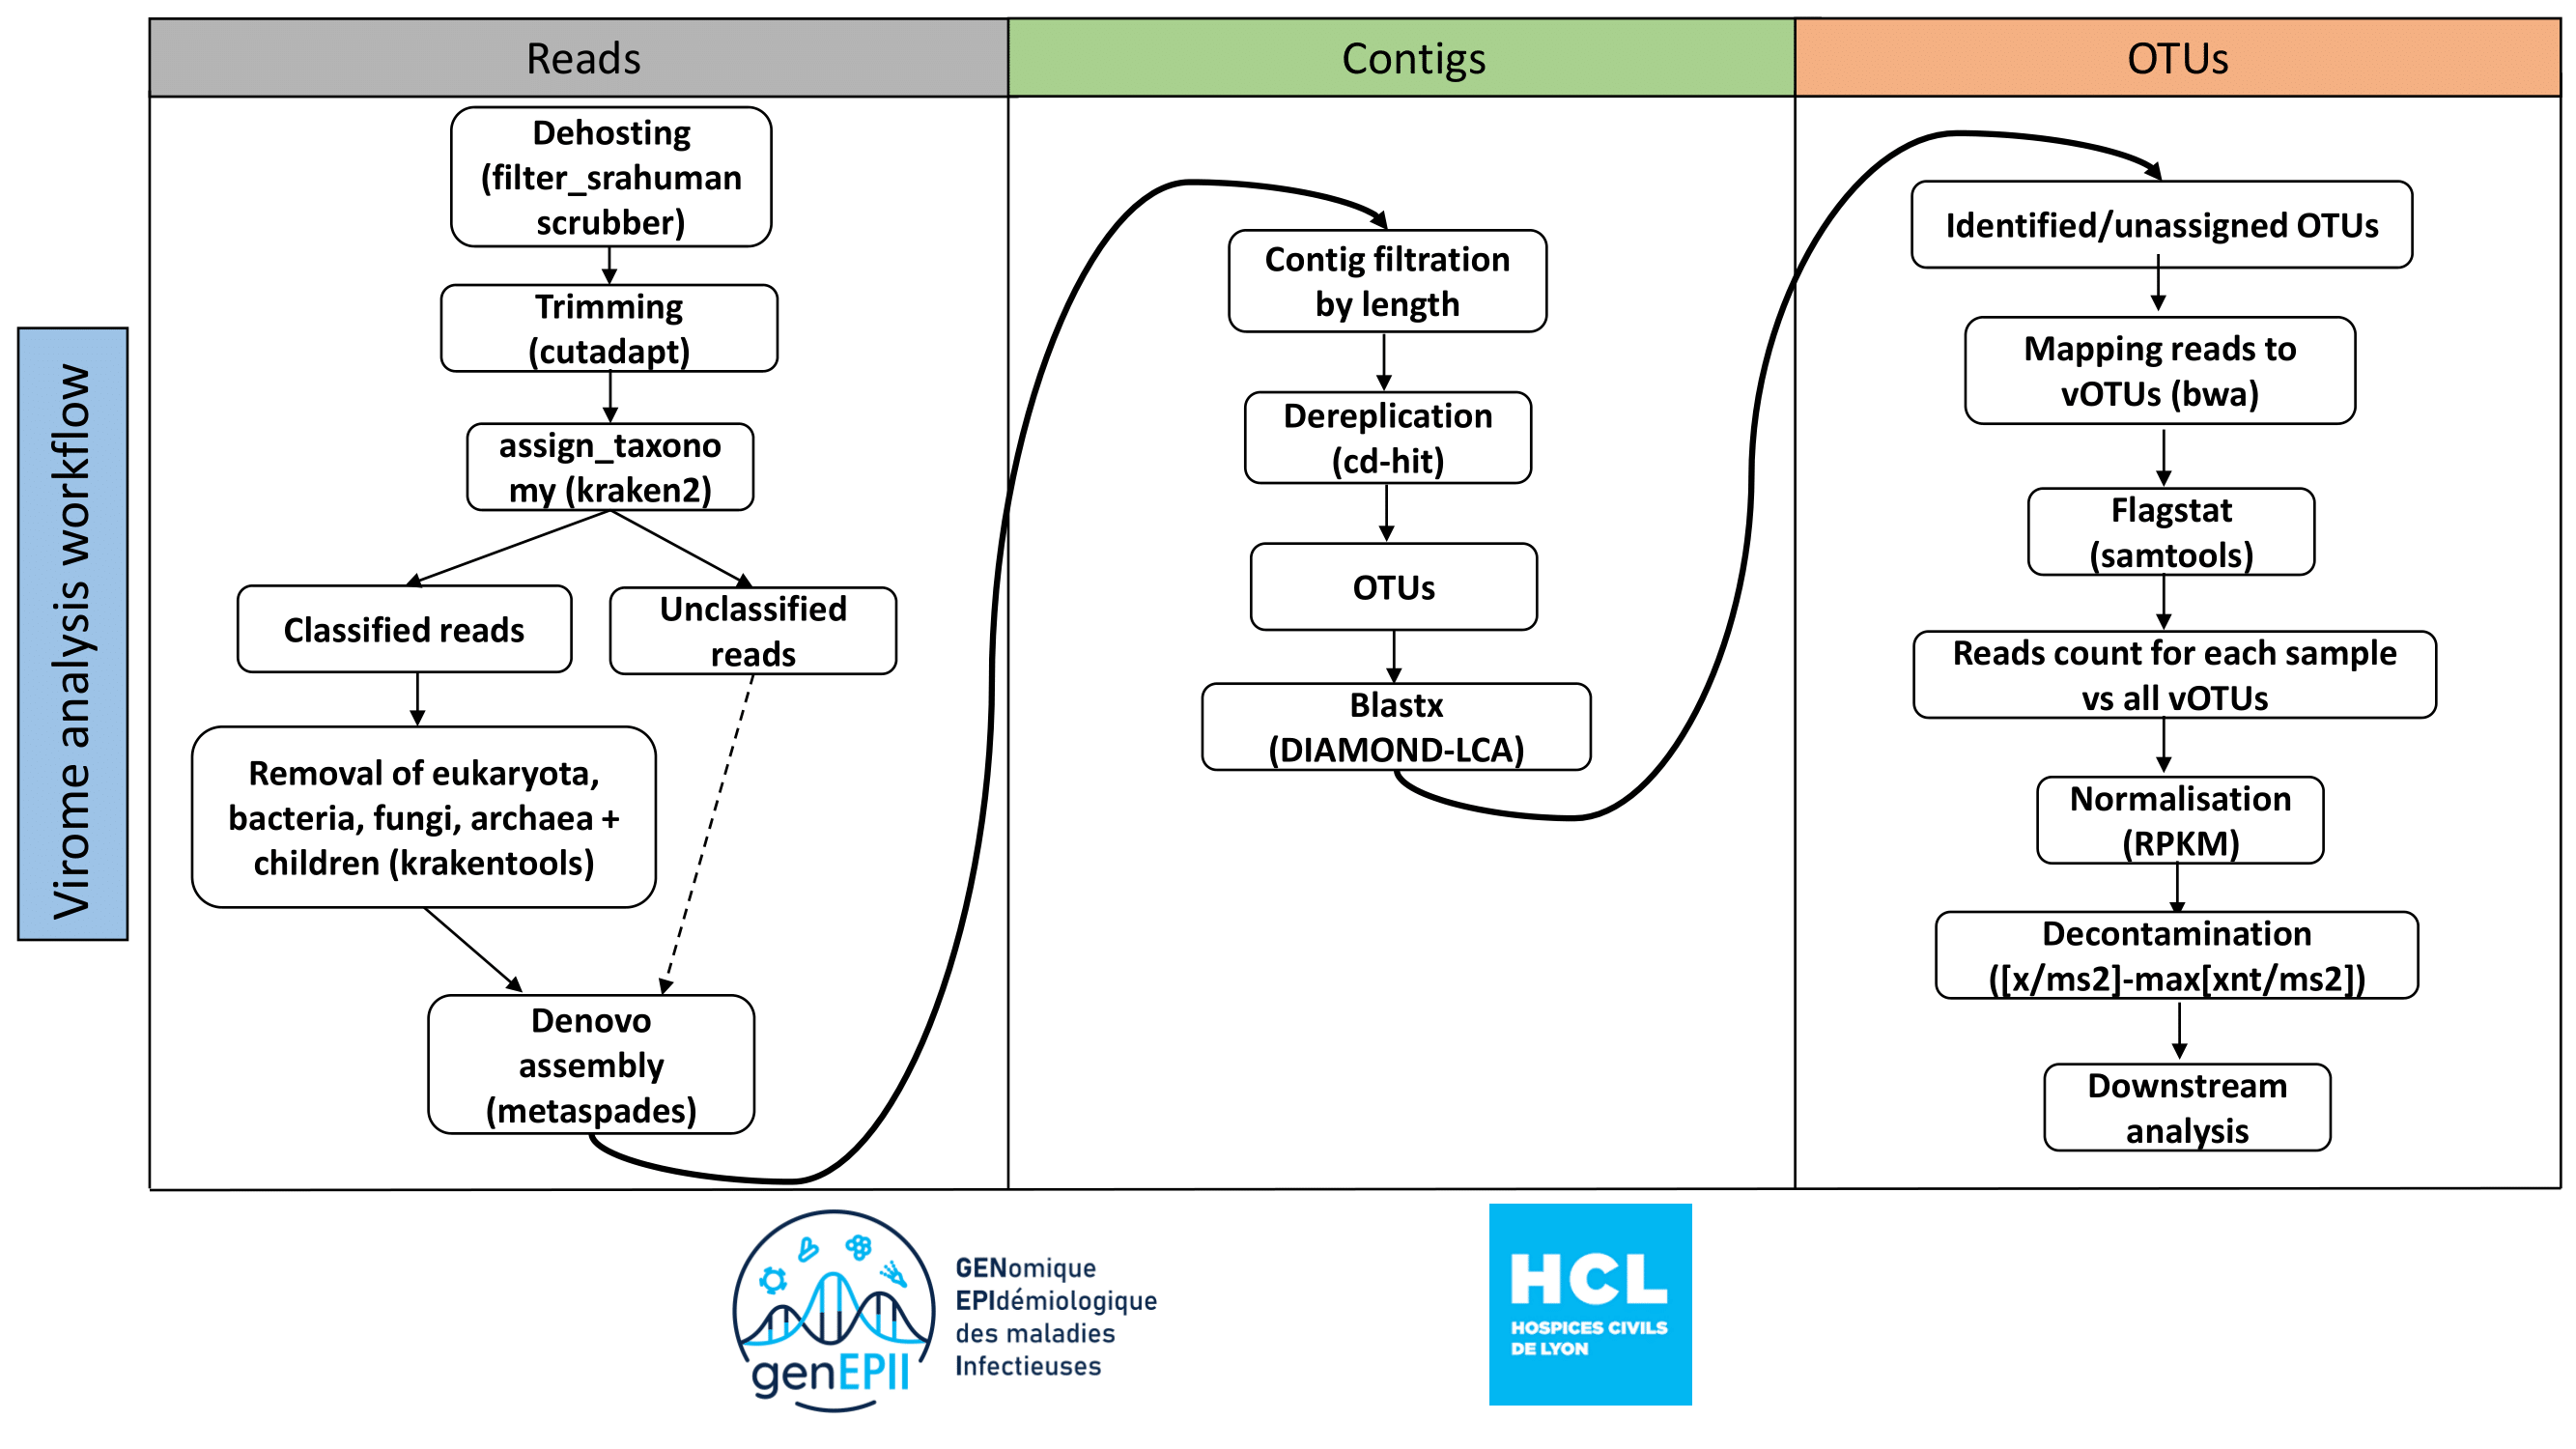 Virome analysis workflow
Reads
Dehosting
(filter_srahuman
scrubber)
Trimming
(cutadapt)
assign_taxono
my (kraken2)
Classified reads
Unclassified
reads
Removal of eukaryota,
bacteria, fungi, archaea +
children (krakentools)
Denovo
assembly
(metaspades)
Contigs
Contig filtration
by length
Dereplication
(cd-hit)
OTUs
Blastx
(DIAMOND-LCA)
OTUs
Identified/unassigned OTUs
Mapping reads to
vOTUs (bwa)
Flagstat
(samtools)
Reads count for each sample
vs all vOTUs
Normalisation
(RPKM)
Decontamination
([x/ms2]-max[xnt/ms2])
Downstream
analysis
genEPII
GENomique
EPIdémiologique
des maladies
Infectieuses
HCL
HOSPICES CIVILS
DE LYON